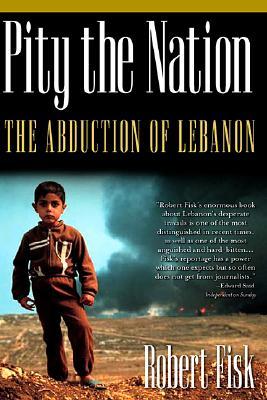 Pity the Nation
THE ABDUCTION OF LEBANON
"Robert Fisk's enormous book
about Lebanon's desperate
travails is one of the most
distinguished in recent times,
as well as one of the most
anguished and hard-bitten...
Fisk's reportage has a power
which one expects but so often
does not get from journalists."
—Edward Said
Independent on Sunday
Robert Fisk